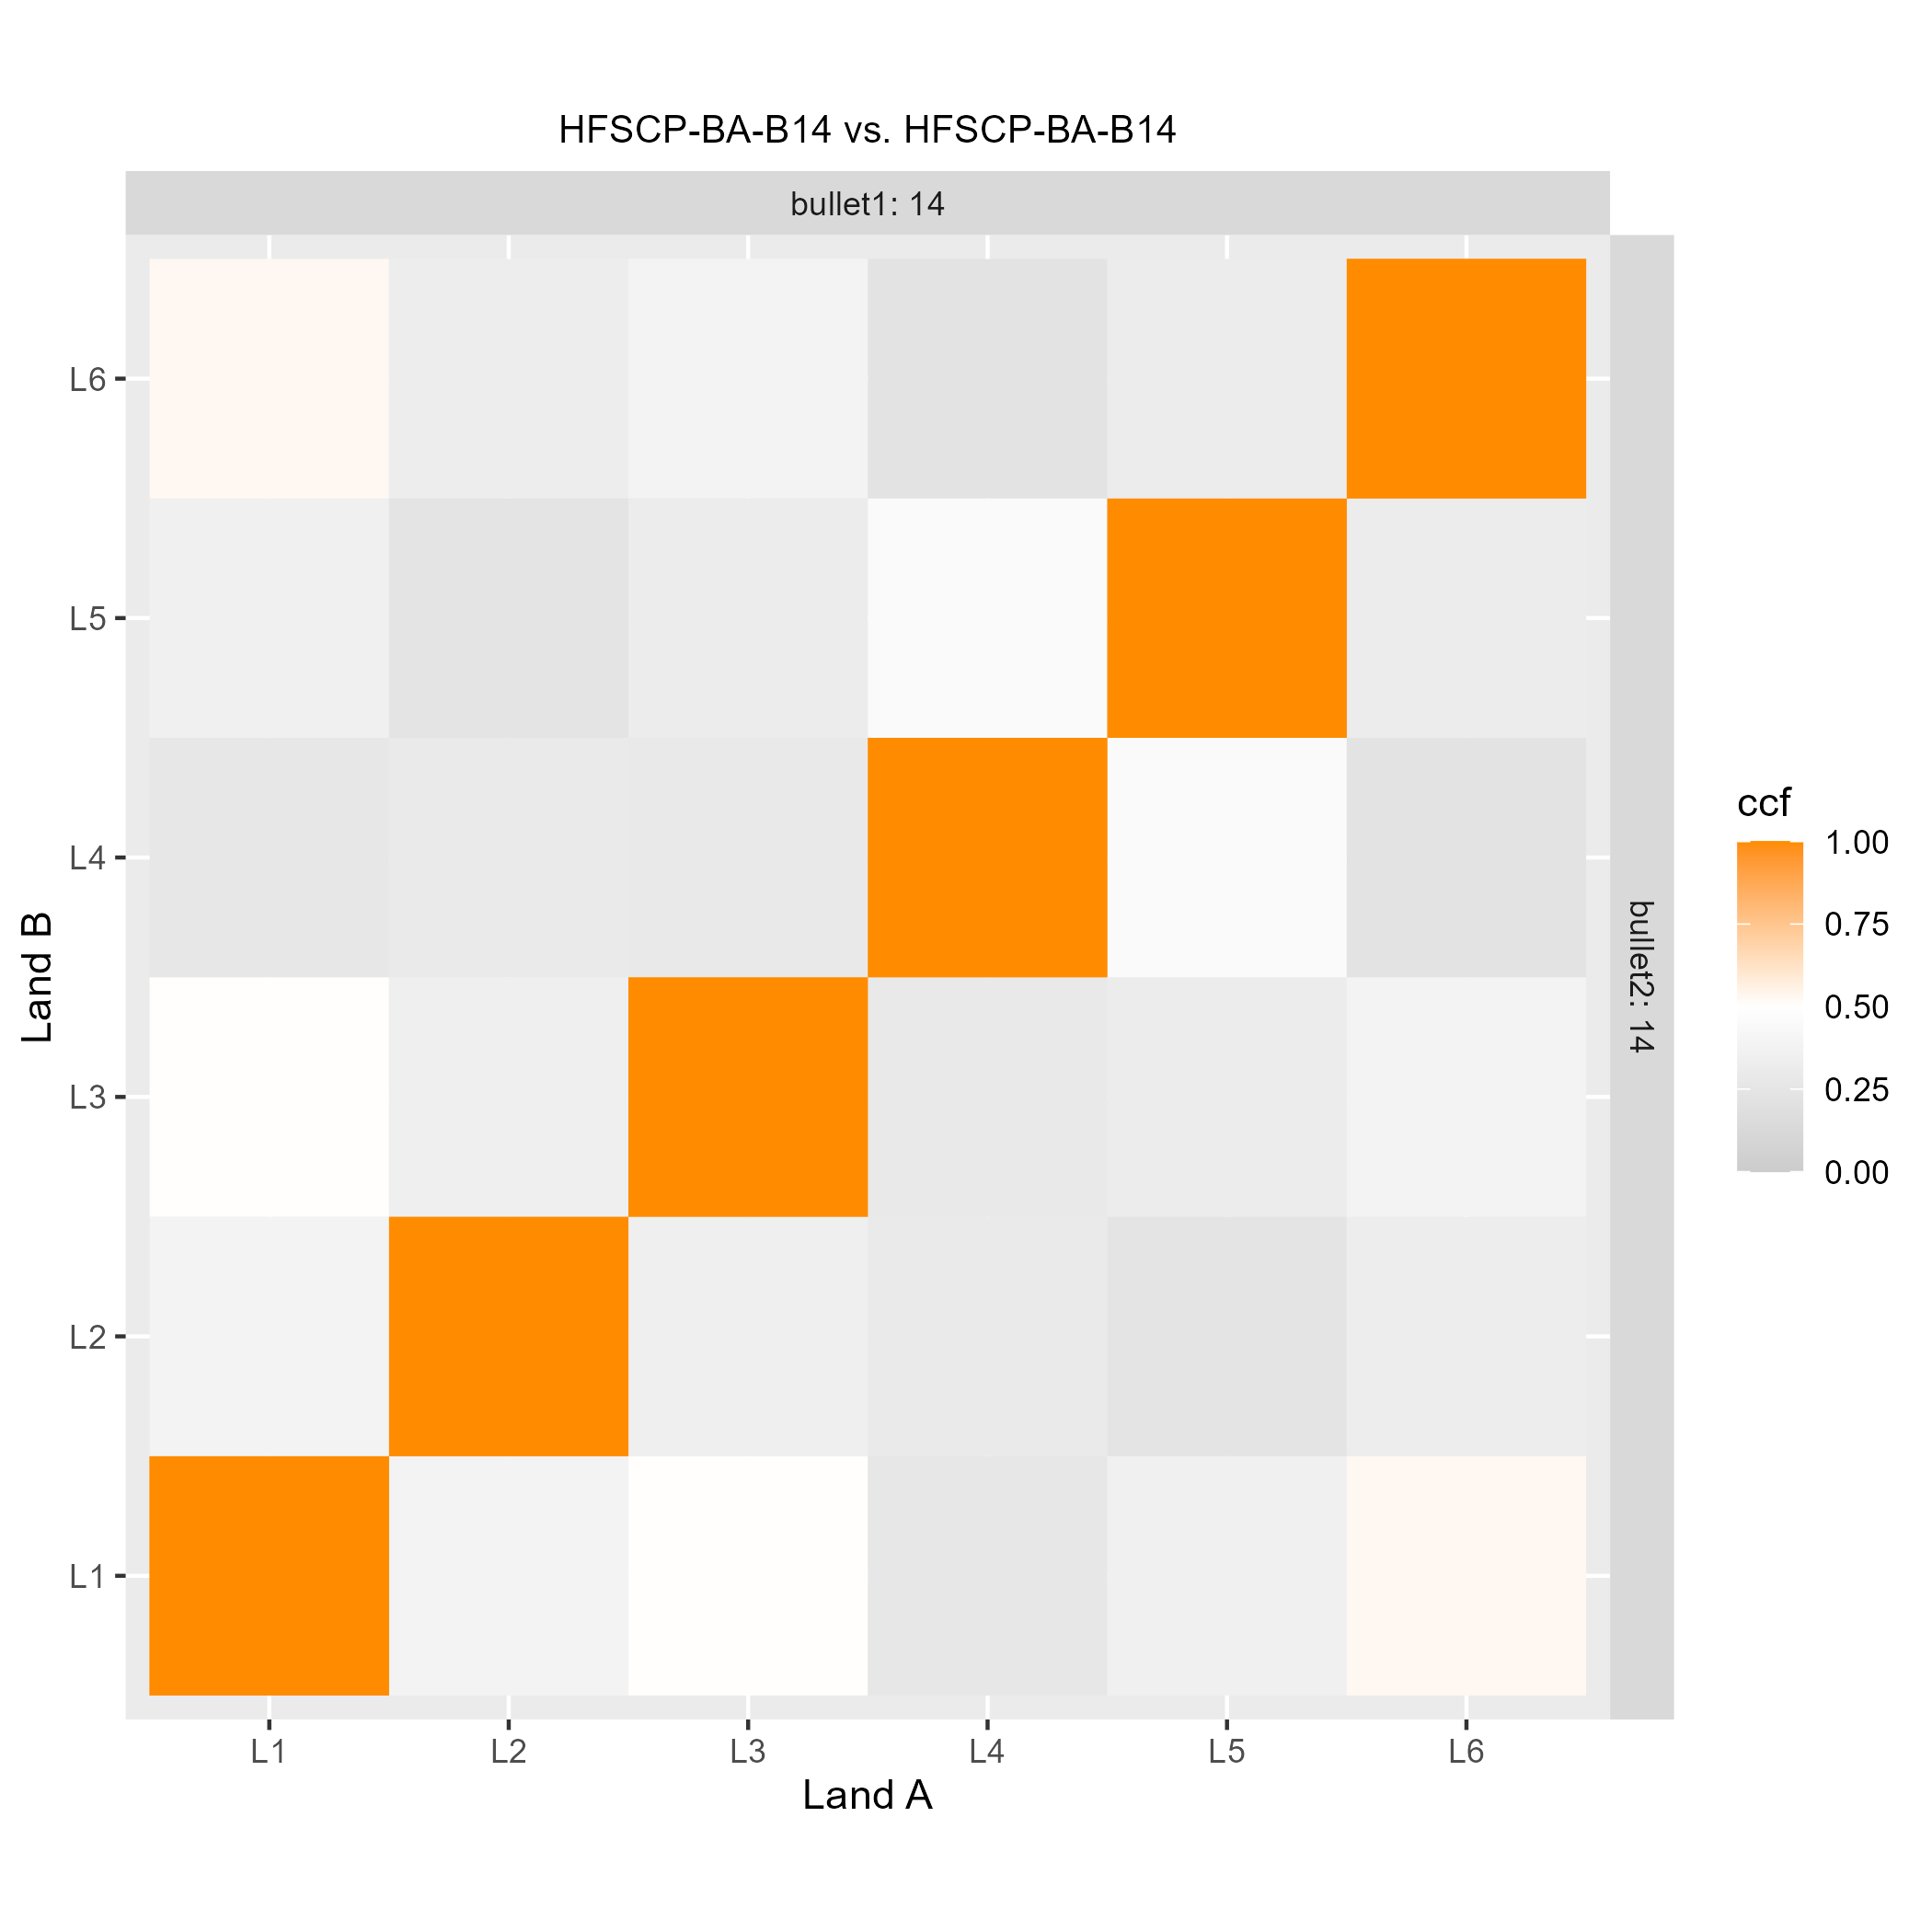 HFSCP-BA-B14 vs. HFSCP-BA-B14
bullet1: 14
L6
L5
L4
L3
L2
L1
Land B
bullet2: 14
L1 L2 L3 L4 L5 L6
Land A
ccf
1.00
0.75
0.50
0.25
0.00